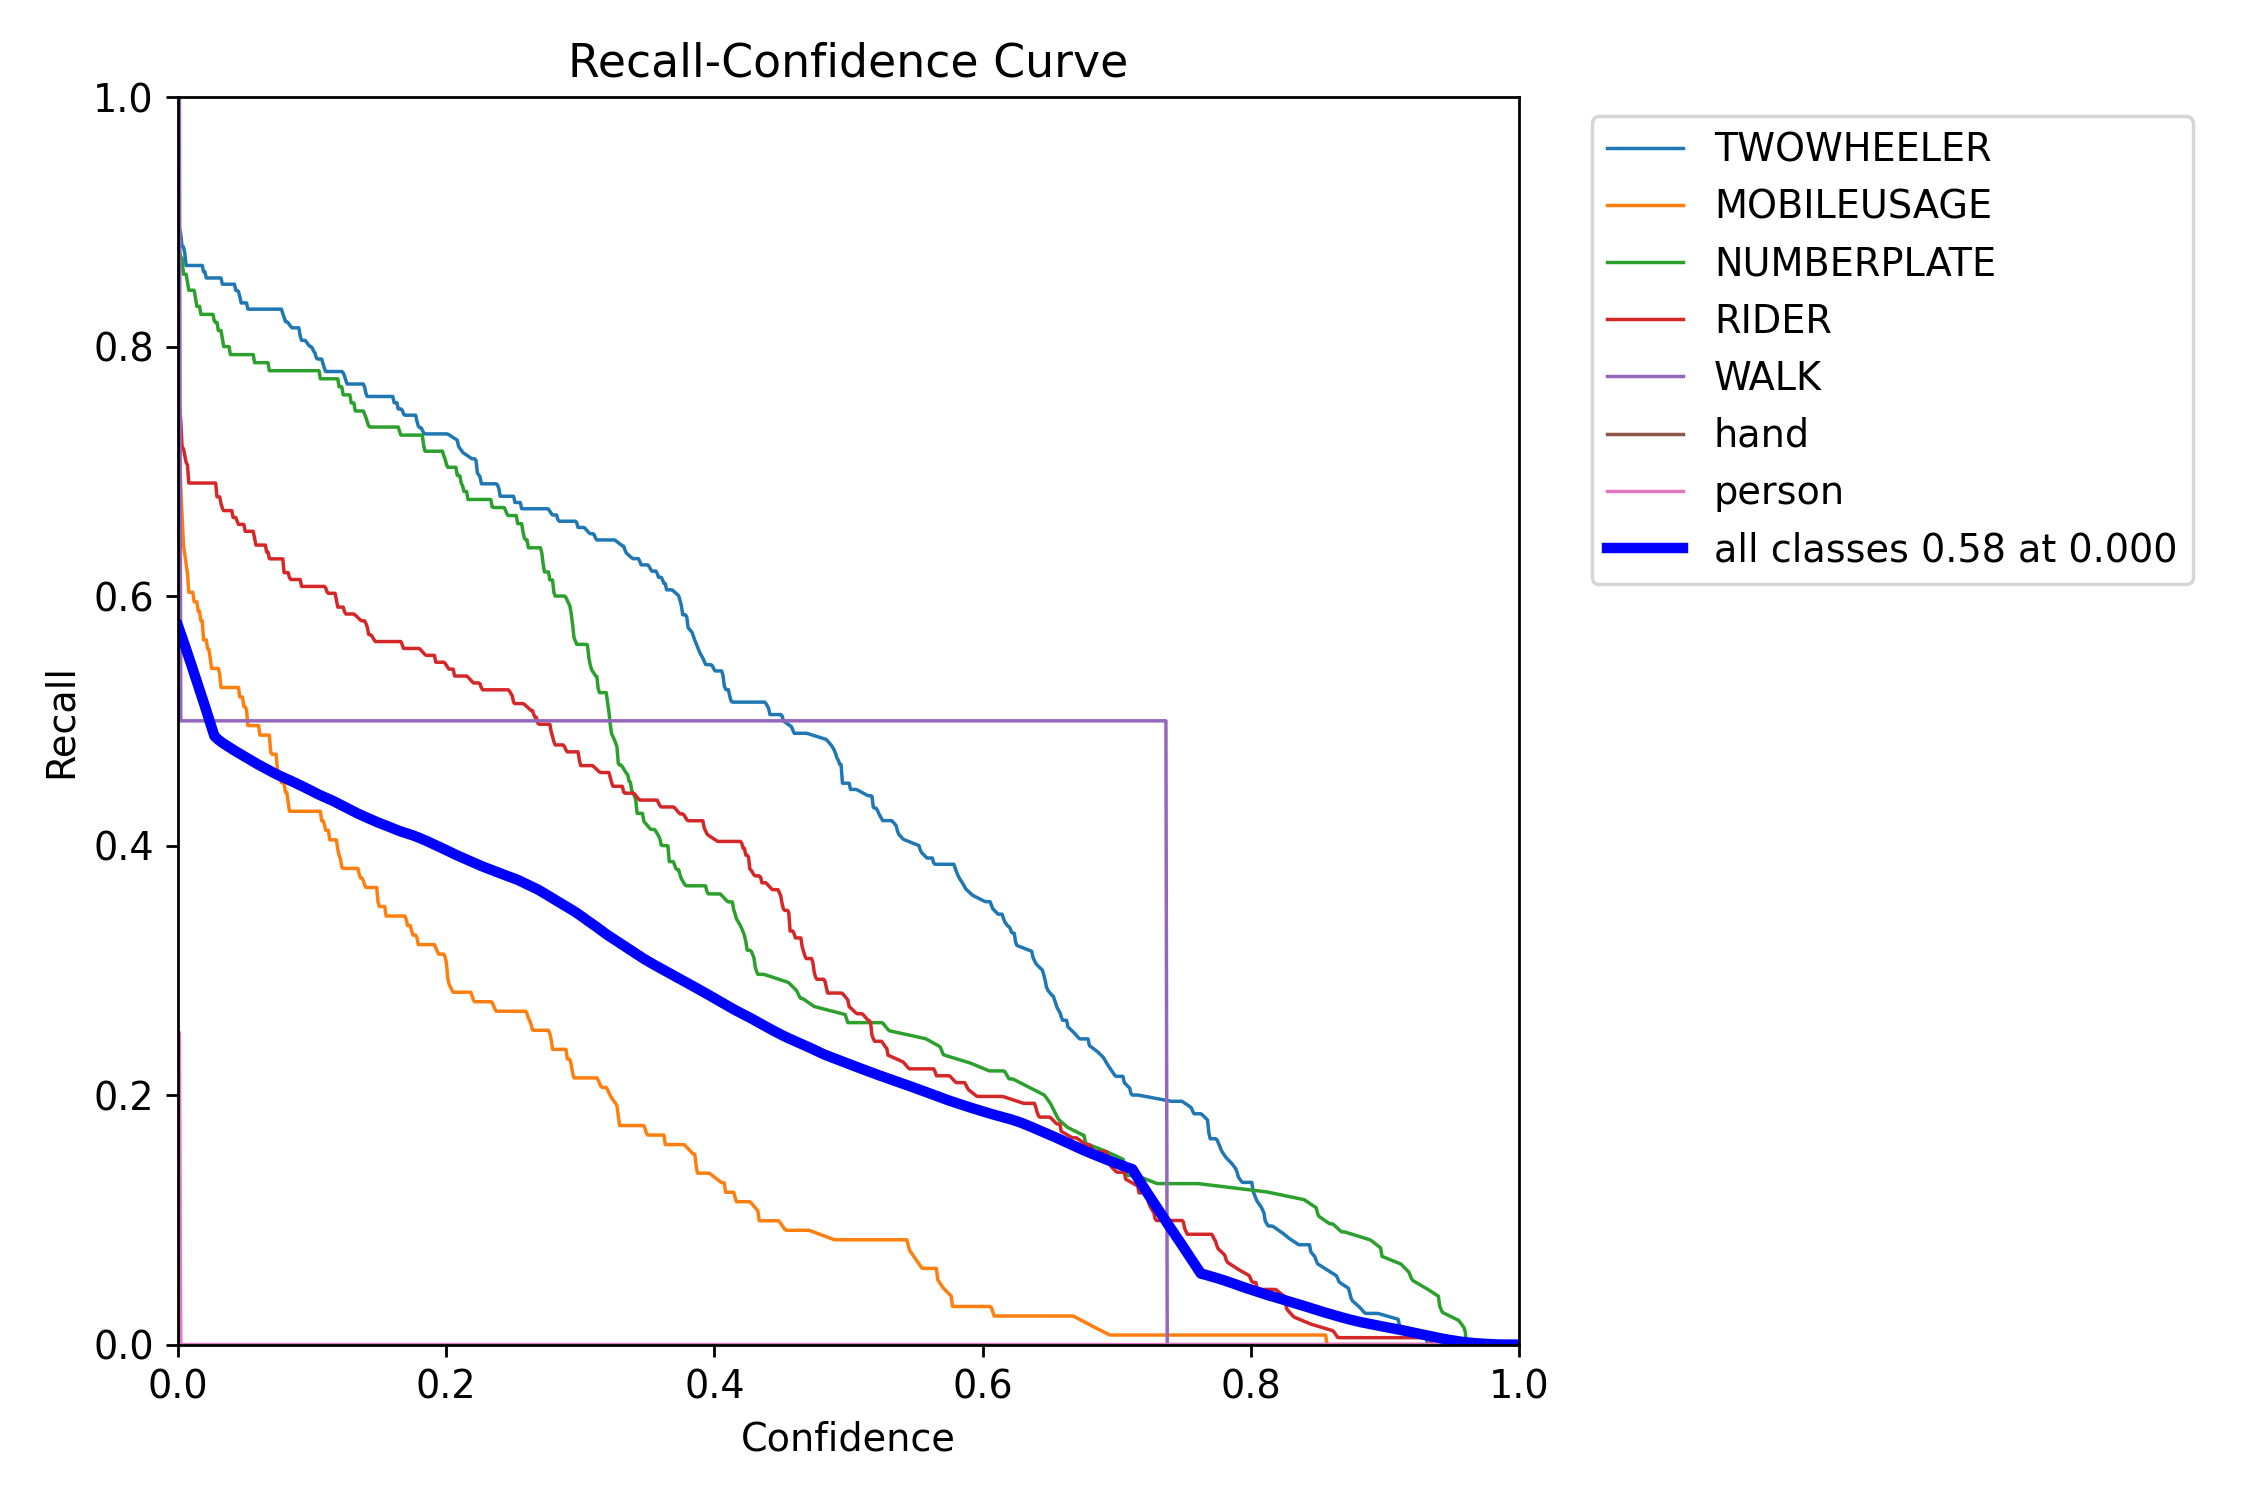 Recall-Confidence Curve
1.0
0.8
0.6
0.4
0.2
0.0
Recall
0.0 0.2 0.4 0.6 0.8 1.0
Confidence
TWOWHEELER
MOBILEUSAGE
NUMBERPLATE
RIDER
WALK
hand
person
all classes 0.58 at 0.000